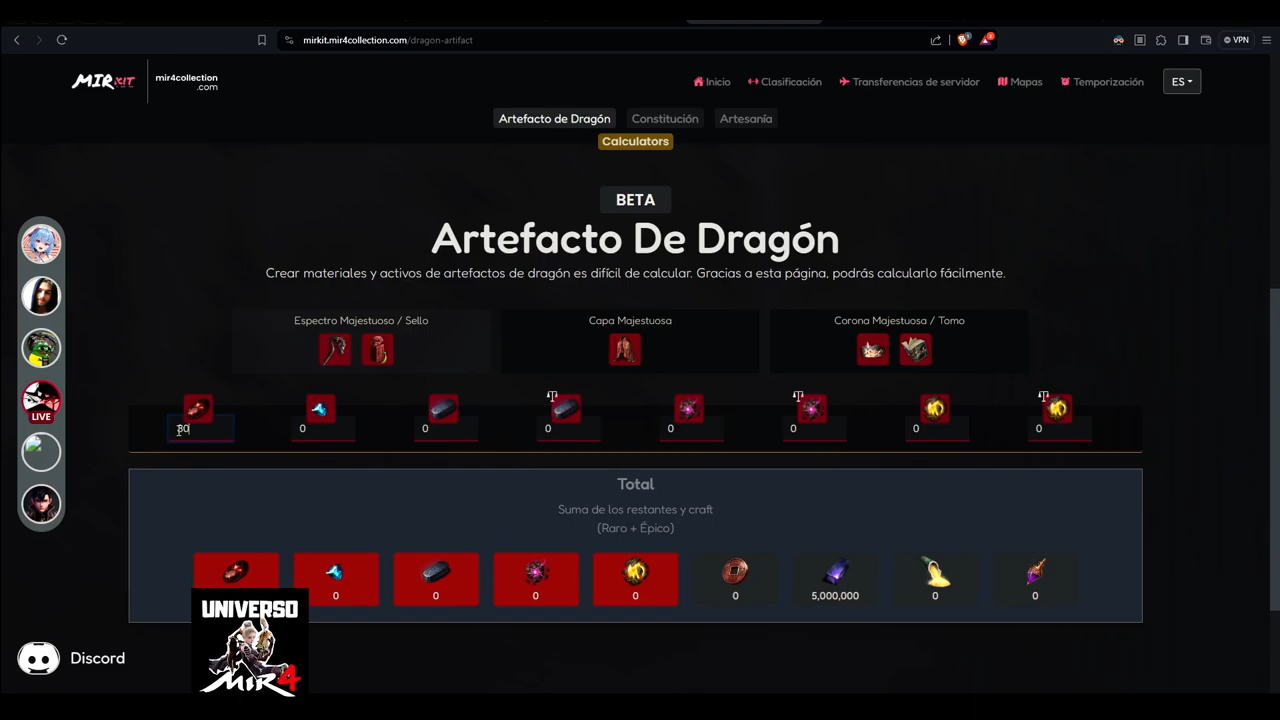 mirkit.mir4collection.com/dragon-artifact
VPN
MIRKIT
mir4collection
.com
Inicio
Clasificación
Transferencias de servidor
Mapas
Temporización
ES
Artefacto de Dragón
Constitución
Artesanía
Calculators
BETA
Artefacto De Dragón
Crear materiales y activos de artefactos de dragón es difícil de calcular. Gracias a esta página, podrás calcularlo fácilmente.
Espectro Majestuoso / Sello
Capa Majestuosa
Corona Majestuosa / Tomo
30
0
0
0
0
0
0
0
LIVE
Total
Suma de los restantes y craft
(Raro + Épico)
0
0
0
0
0
5,000,000
0
0
UNIVERSO
MIR4
Discord